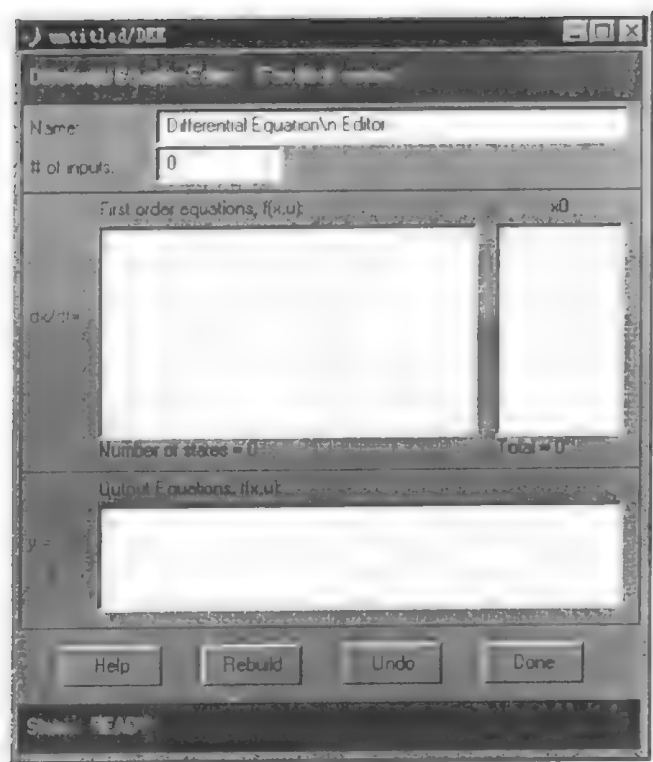 untitled/DEE
Name: Differential Equation\n Editor
# of inputs: 0
First order equations, f(x,u): x0
dx/dt=
Number of states = 0 Total = 0
Output Equations, f(x,u):
y =
Help Rebuild Undo Done